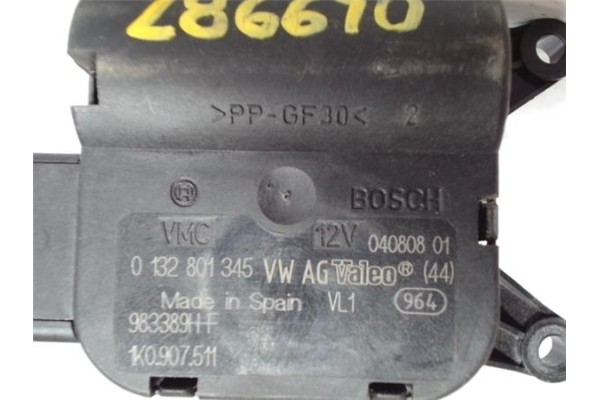 >PP-GF30< 2
BOSCH
VMC 12V 040808 01
0 132 801 345 VW AG Valeo® (44)
Made in Spain VL1 964
983389H-F
1K0.907.511